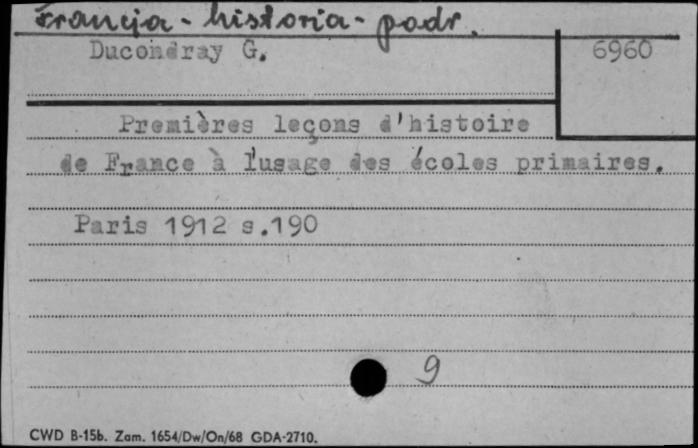 Francja - historia - podr.
Ducondray G.
6960
Premières leçons d'histoire
de France à l'usage des écoles primaires.
Paris 1912 s.190
9
CWD B-15b. Zam. 1654/Dw/On/68 GDA-2710.